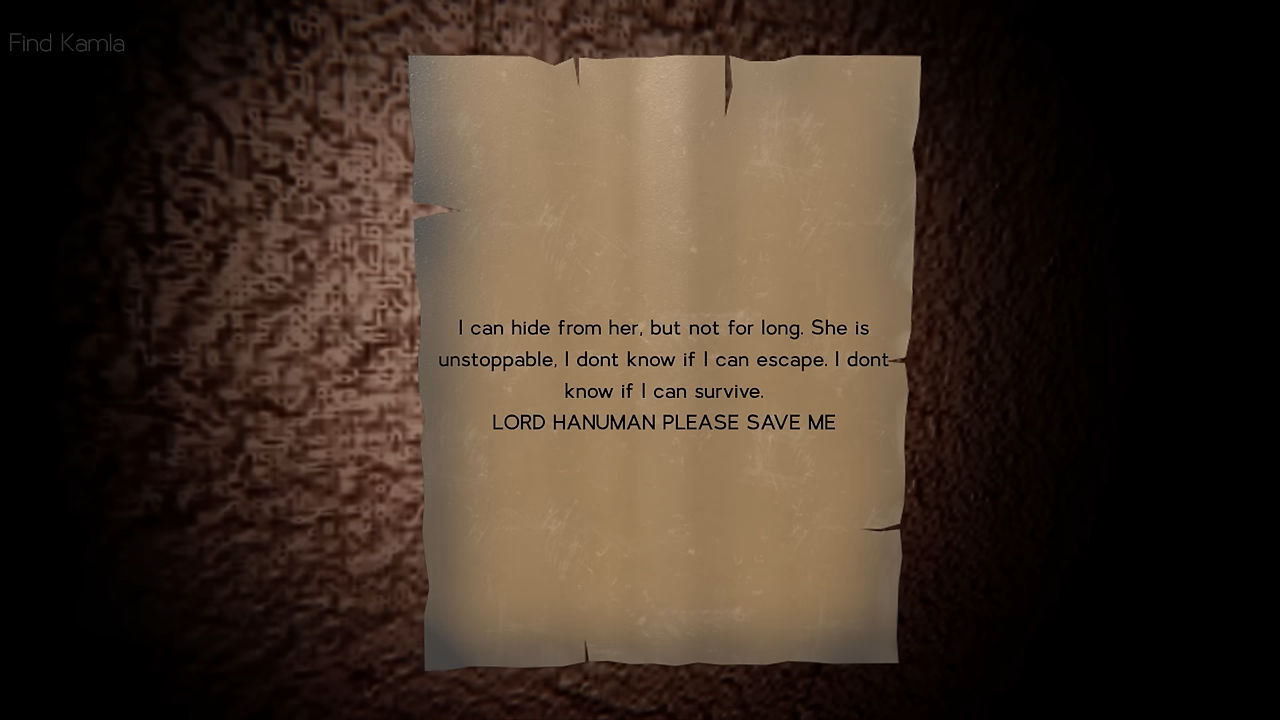 Find Kamla
I can hide from her, but not for long. She is
unstoppable, I dont know if I can escape. I dont
know if I can survive.
LORD HANUMAN PLEASE SAVE ME